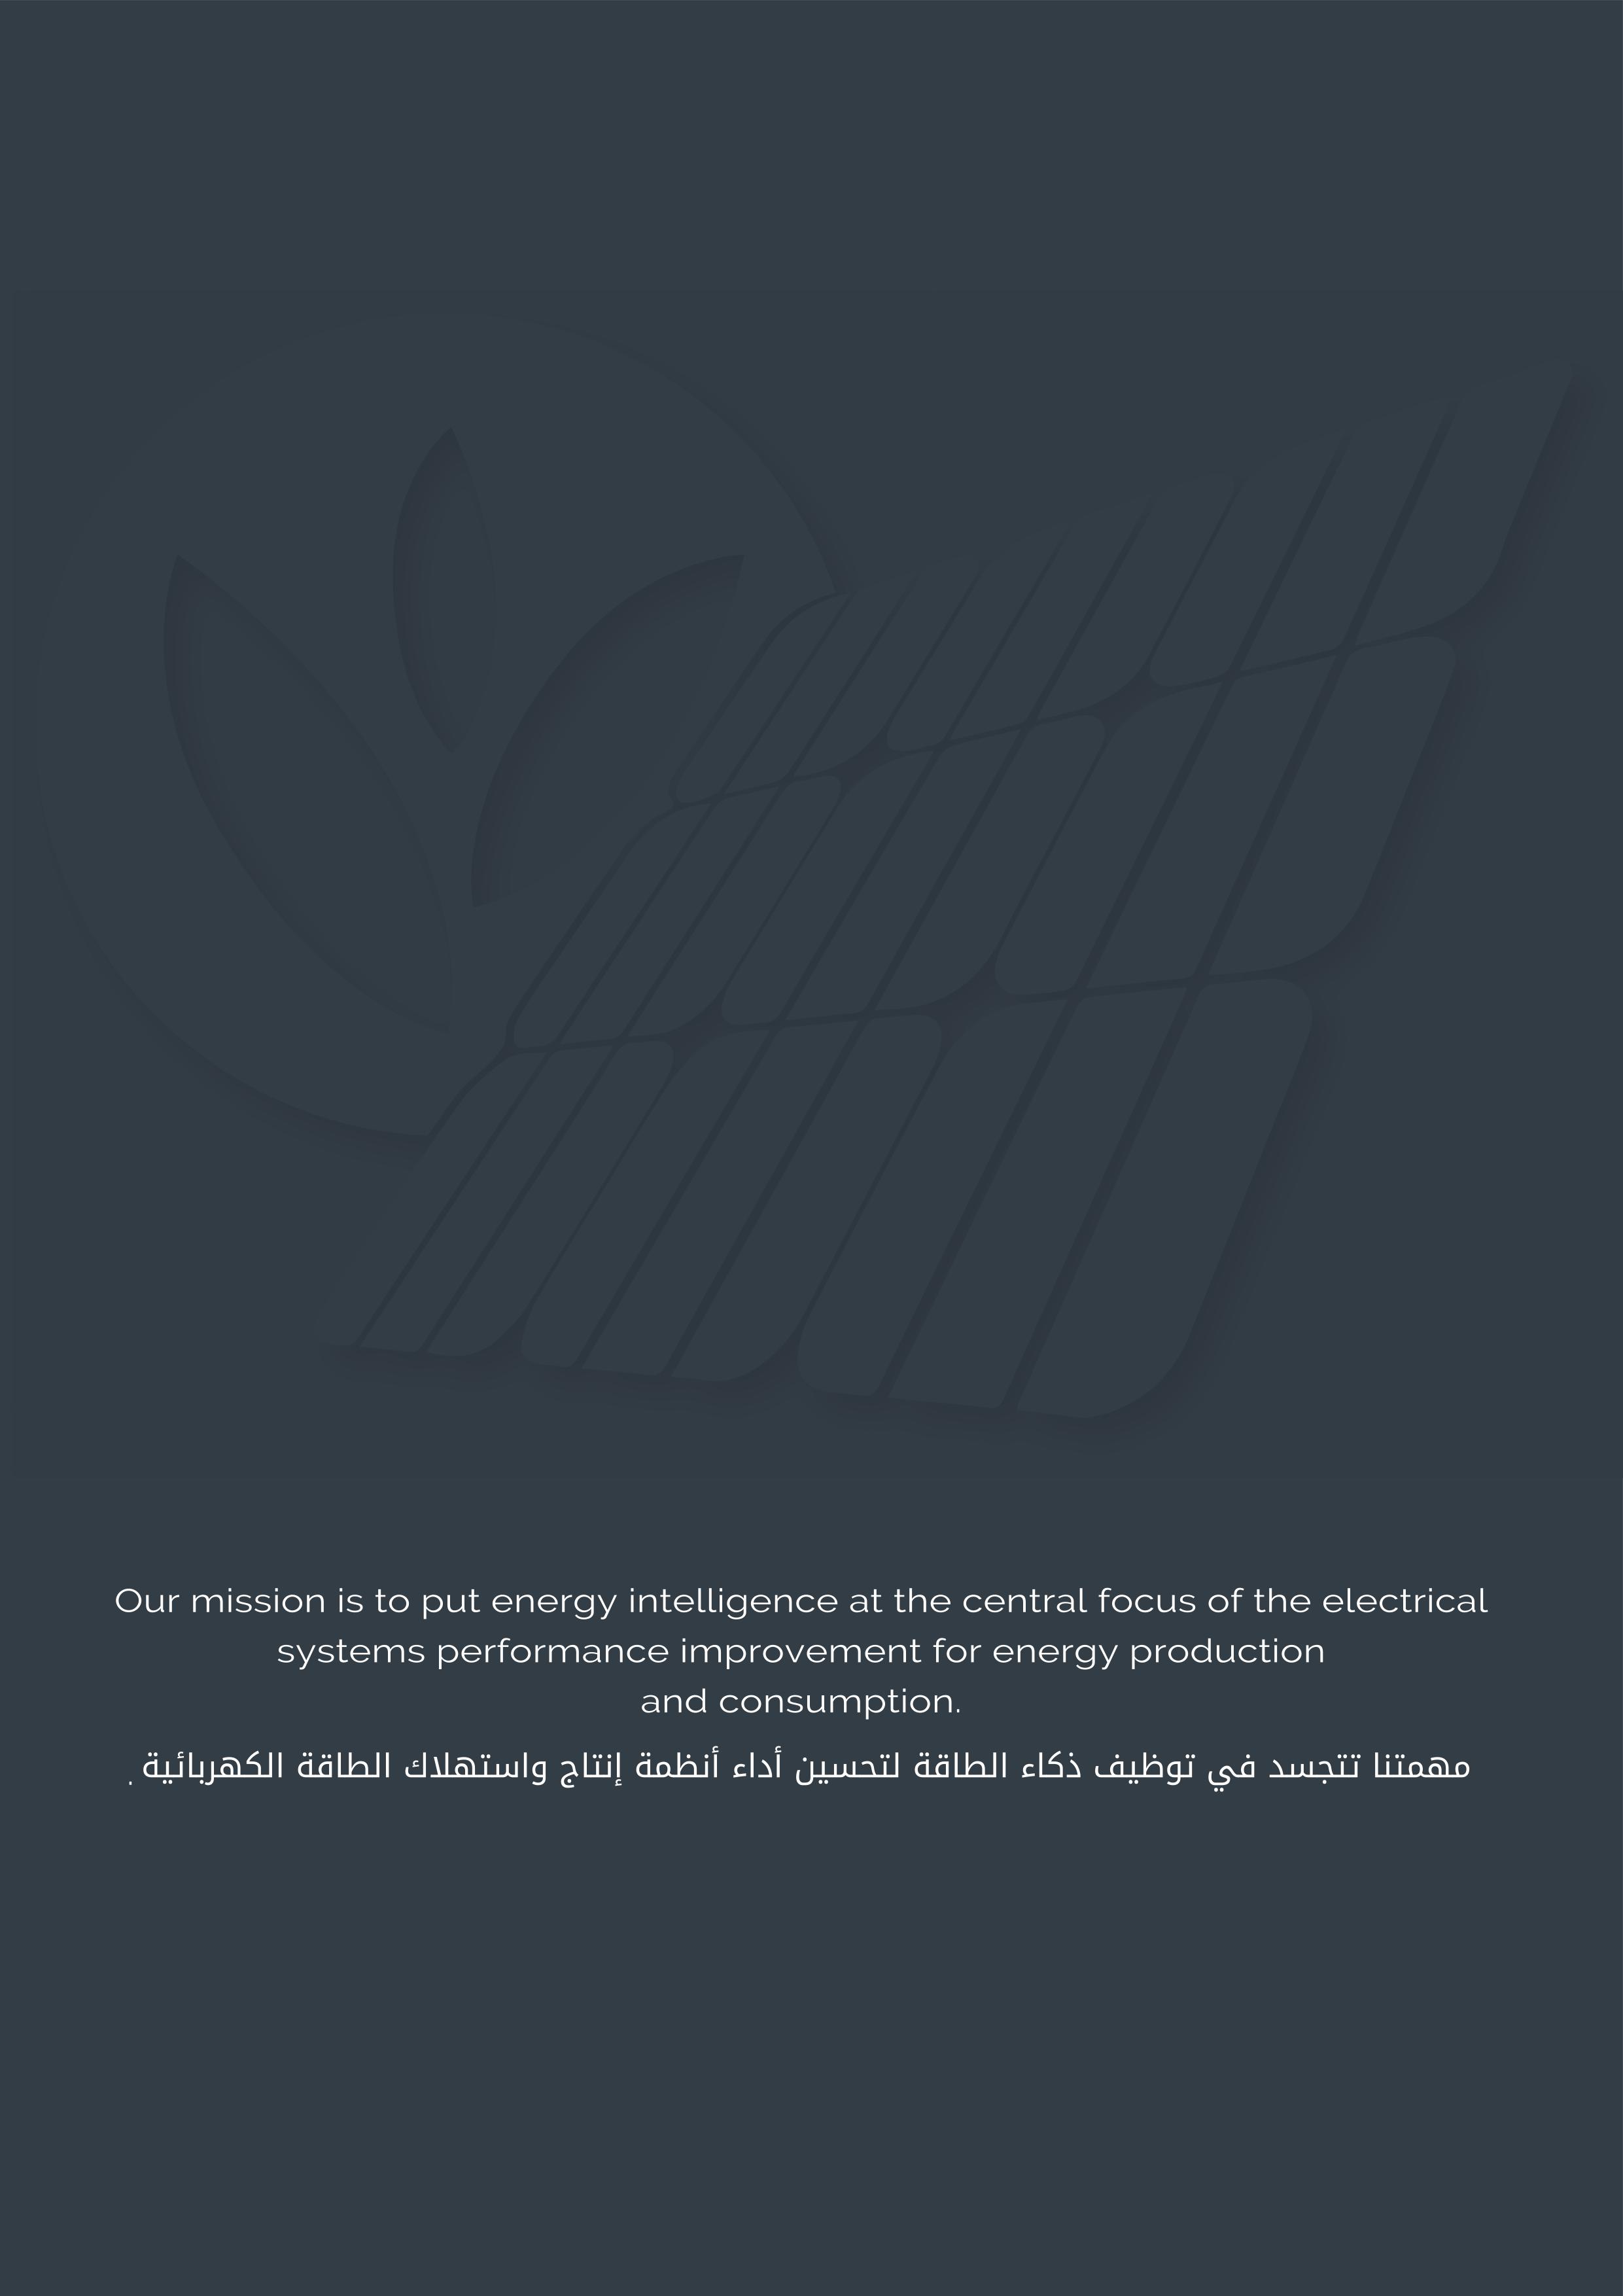 Our mission is to put energy intelligence at the central focus of the electrical
systems performance improvement for energy production
and consumption.
مهمتنا تتجسد في توظيف ذكاء الطاقة لتحسين أداء أنظمة إنتاج واستهلاك الطاقة الكهربائية .